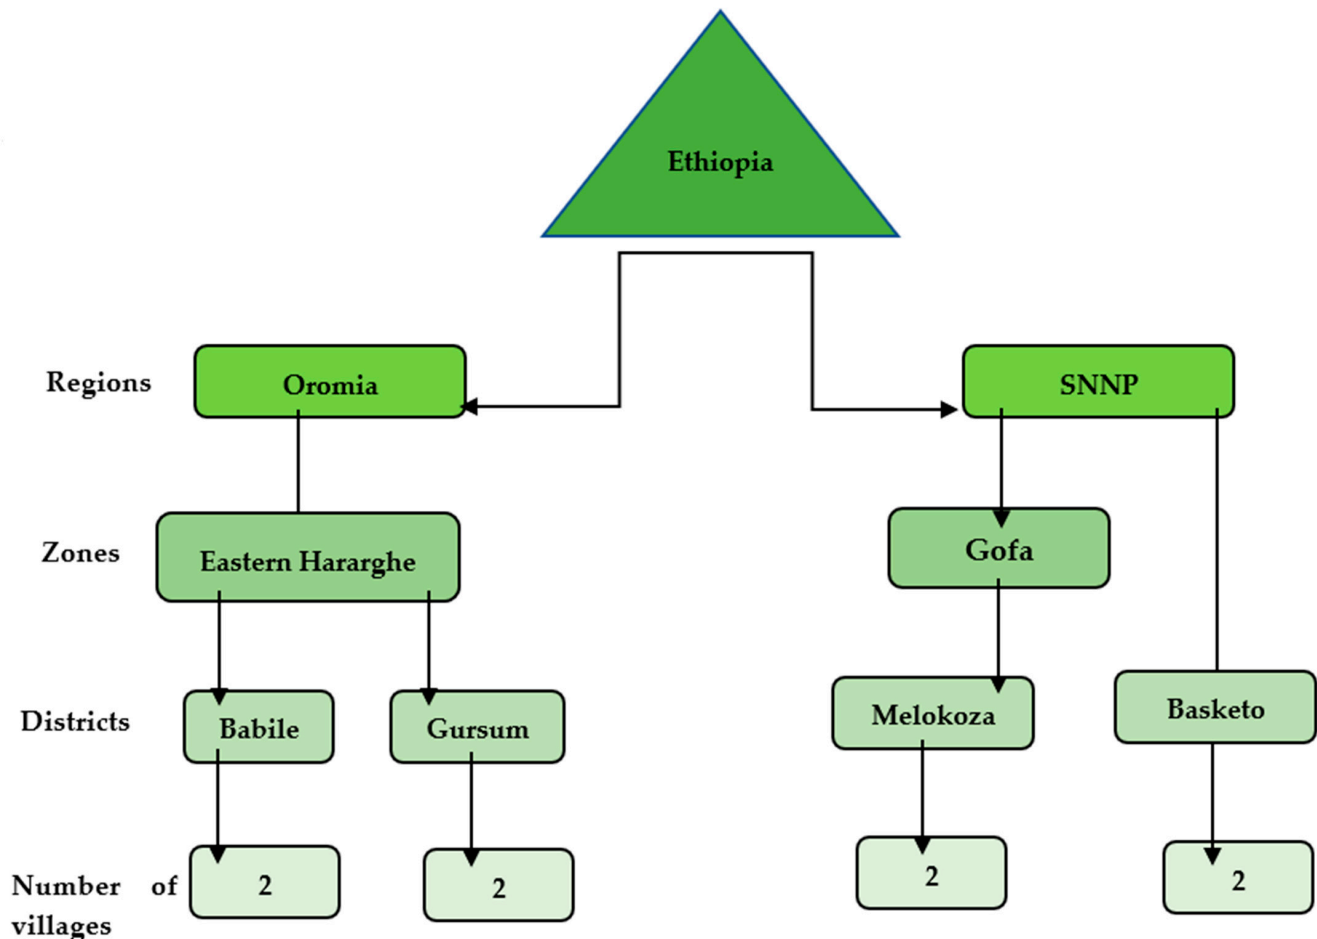 Ethiopia
Regions
Oromia
SNNP
Zones
Eastern Hararghe
Gofa
Districts
Babile
Gursum
Melokoza
Basketo
Number of
villages
2
2
2
2